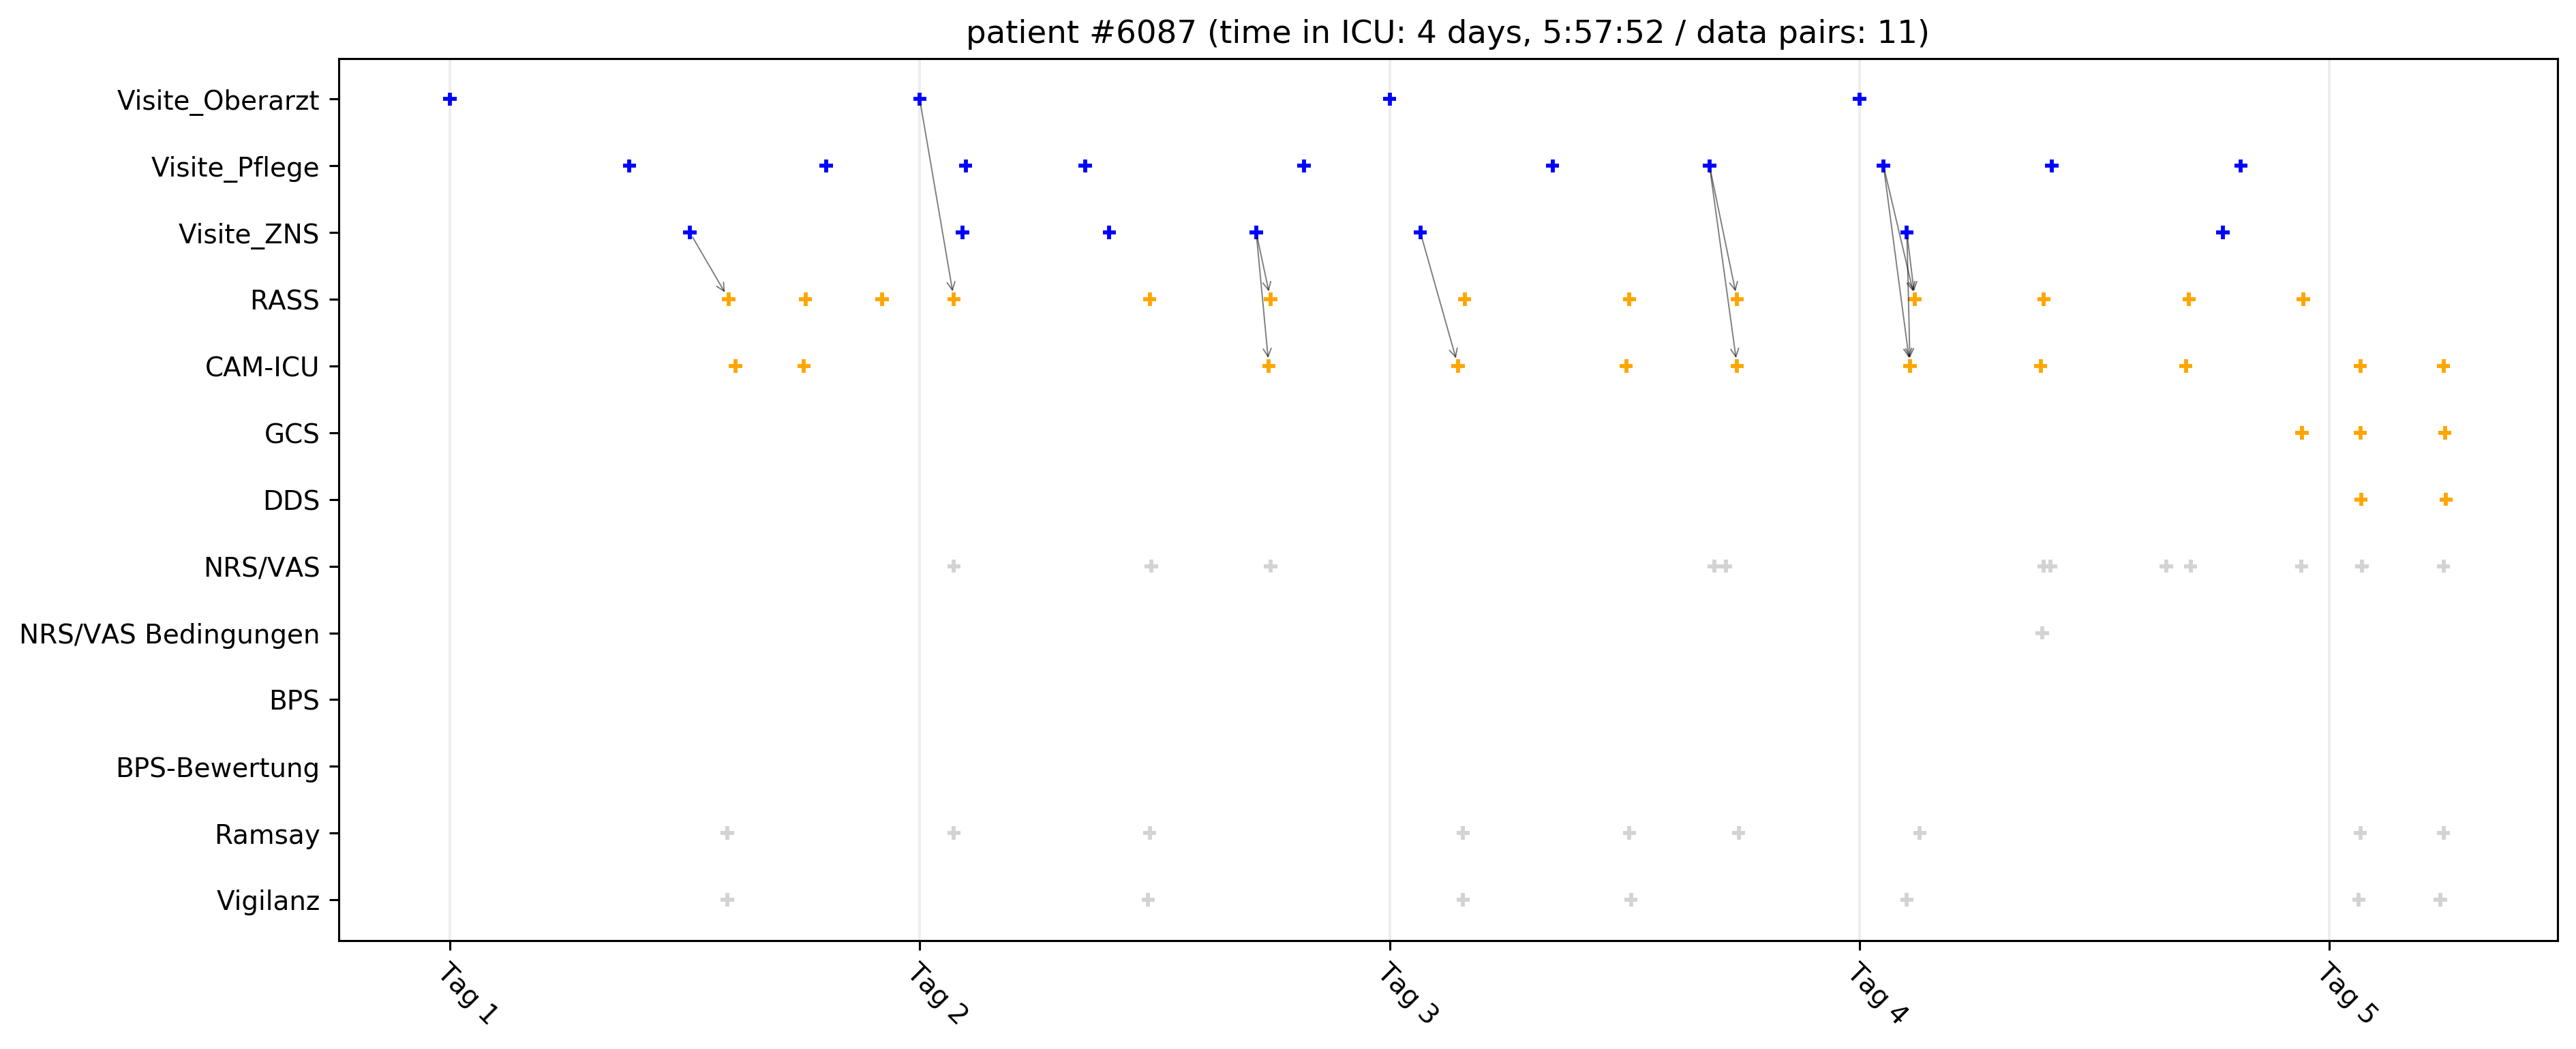 patient #6087 (time in ICU: 4 days, 5:57:52 / data pairs: 11)
Visite_Oberarzt
Visite_Pflege
Visite_ZNS
RASS
CAM-ICU
GCS
DDS
NRS/VAS
NRS/VAS Bedingungen
BPS
BPS-Bewertung
Ramsay
Vigilanz
Tag 1
Tag 2
Tag 3
Tag 4
Tag 5